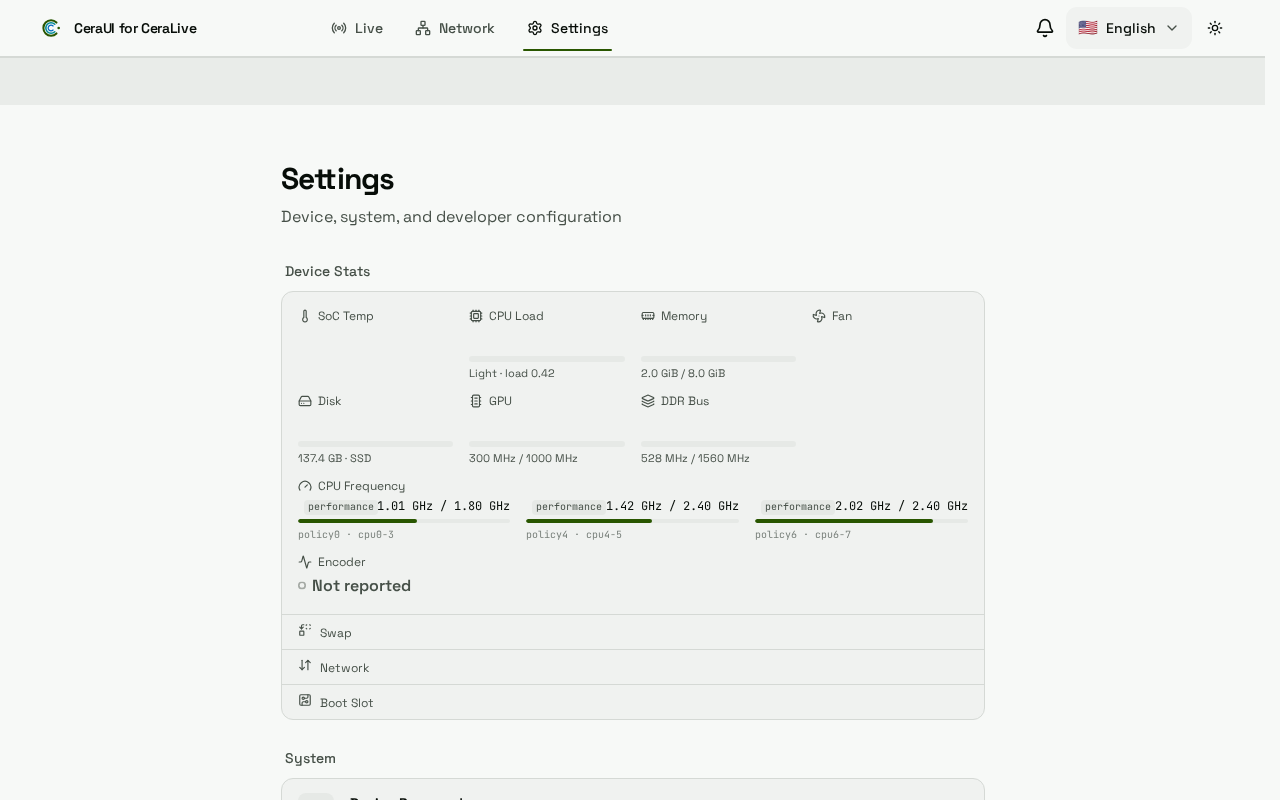 CeraUI for CeraLive
Live
Network
Settings
English
Settings
Device, system, and developer configuration
Device Stats
SoC Temp
CPU Load
Memory
Fan
Light · load 0.42
2.0 GiB / 8.0 GiB
Disk
GPU
DDR Bus
137.4 GB · SSD
300 MHz / 1000 MHz
528 MHz / 1560 MHz
CPU Frequency
performance 1.01 GHz / 1.80 GHz
performance 1.42 GHz / 2.40 GHz
performance 2.02 GHz / 2.40 GHz
policy0 · cpu0-3
policy4 · cpu4-5
policy6 · cpu6-7
Encoder
Not reported
Swap
Network
Boot Slot
System